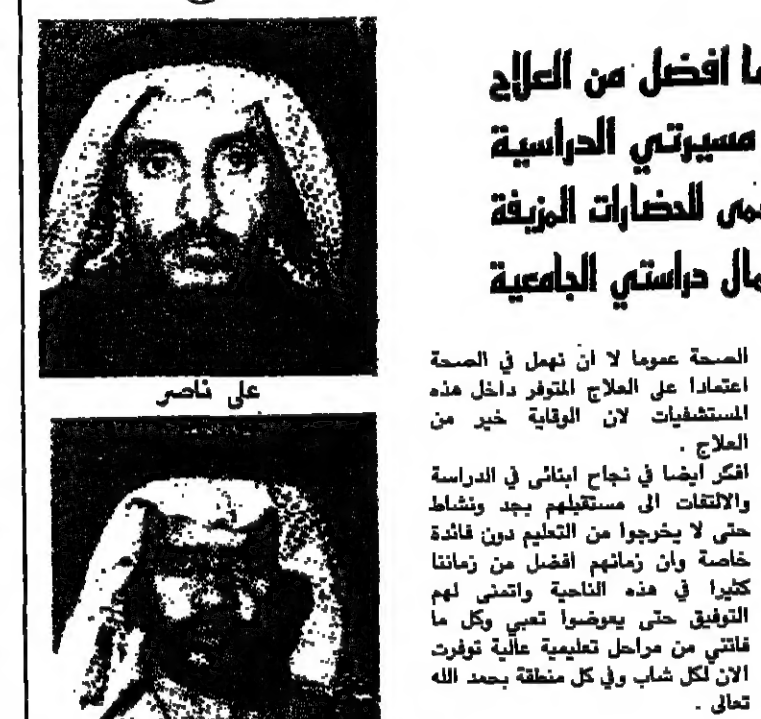 ما افضل من العلاج
مسيرتي الدراسية
للحضارات المزيفة
دراستي الجامعية
الصحة عموما لا ان نهمل في الصحة
اعتمادا على العلاج المتوفر داخل هذه
المستشفيات لان الوقاية خير من
العلاج .
افكر ايضا في نجاح ابنائى في الدراسة
والالتفات الى مستقبلهم بجد ونشاط
حتى لا يخرجوا من التعليم دون فائدة
خاصة وان زمانهم افضل من زماننا
كثيرا في هذه الناحية واتمنى لهم
التوفيق حتى يعوضوا تعبي وكل ما
فاتني من مراحل تعليمية عالية توفرت
الان لكل شاب وفي كل منطقة بحمد الله
تعالى .
على ناصر